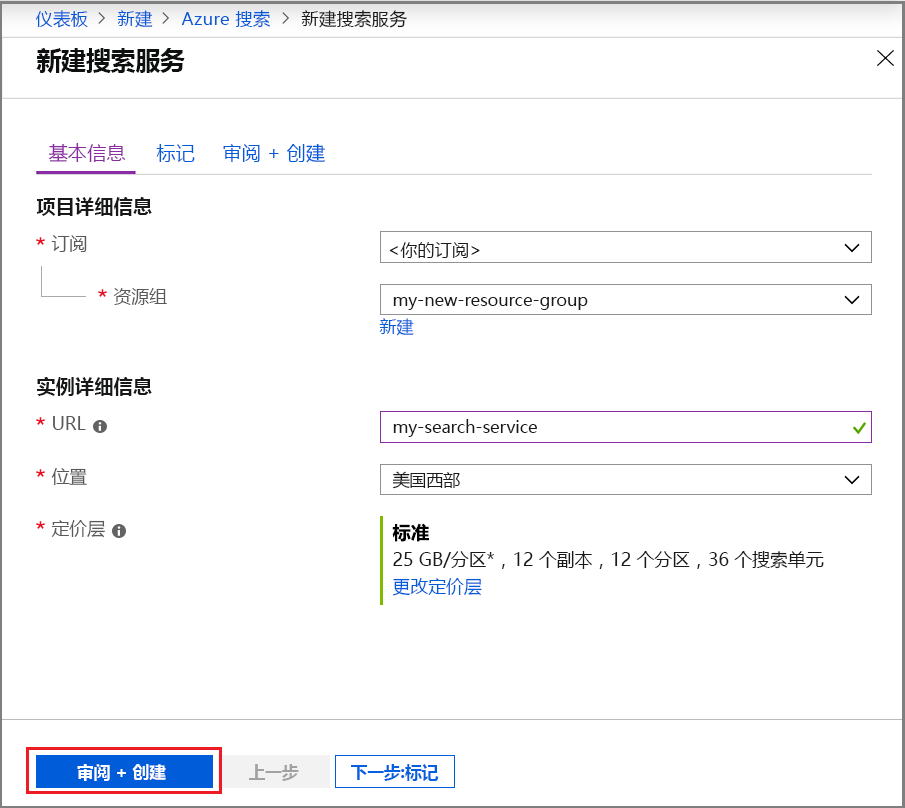 仪表板 > 新建 > Azure 搜索 > 新建搜索服务
新建搜索服务
基本信息 标记 审阅 + 创建
项目详细信息
* 订阅 <你的订阅>
* 资源组 my-new-resource-group
新建
实例详细信息
* URL my-search-service
* 位置 美国西部
* 定价层 标准
25 GB/分区*，12 个副本，12 个分区，36 个搜索单元
更改定价层
审阅 + 创建 上一步 下一步:标记